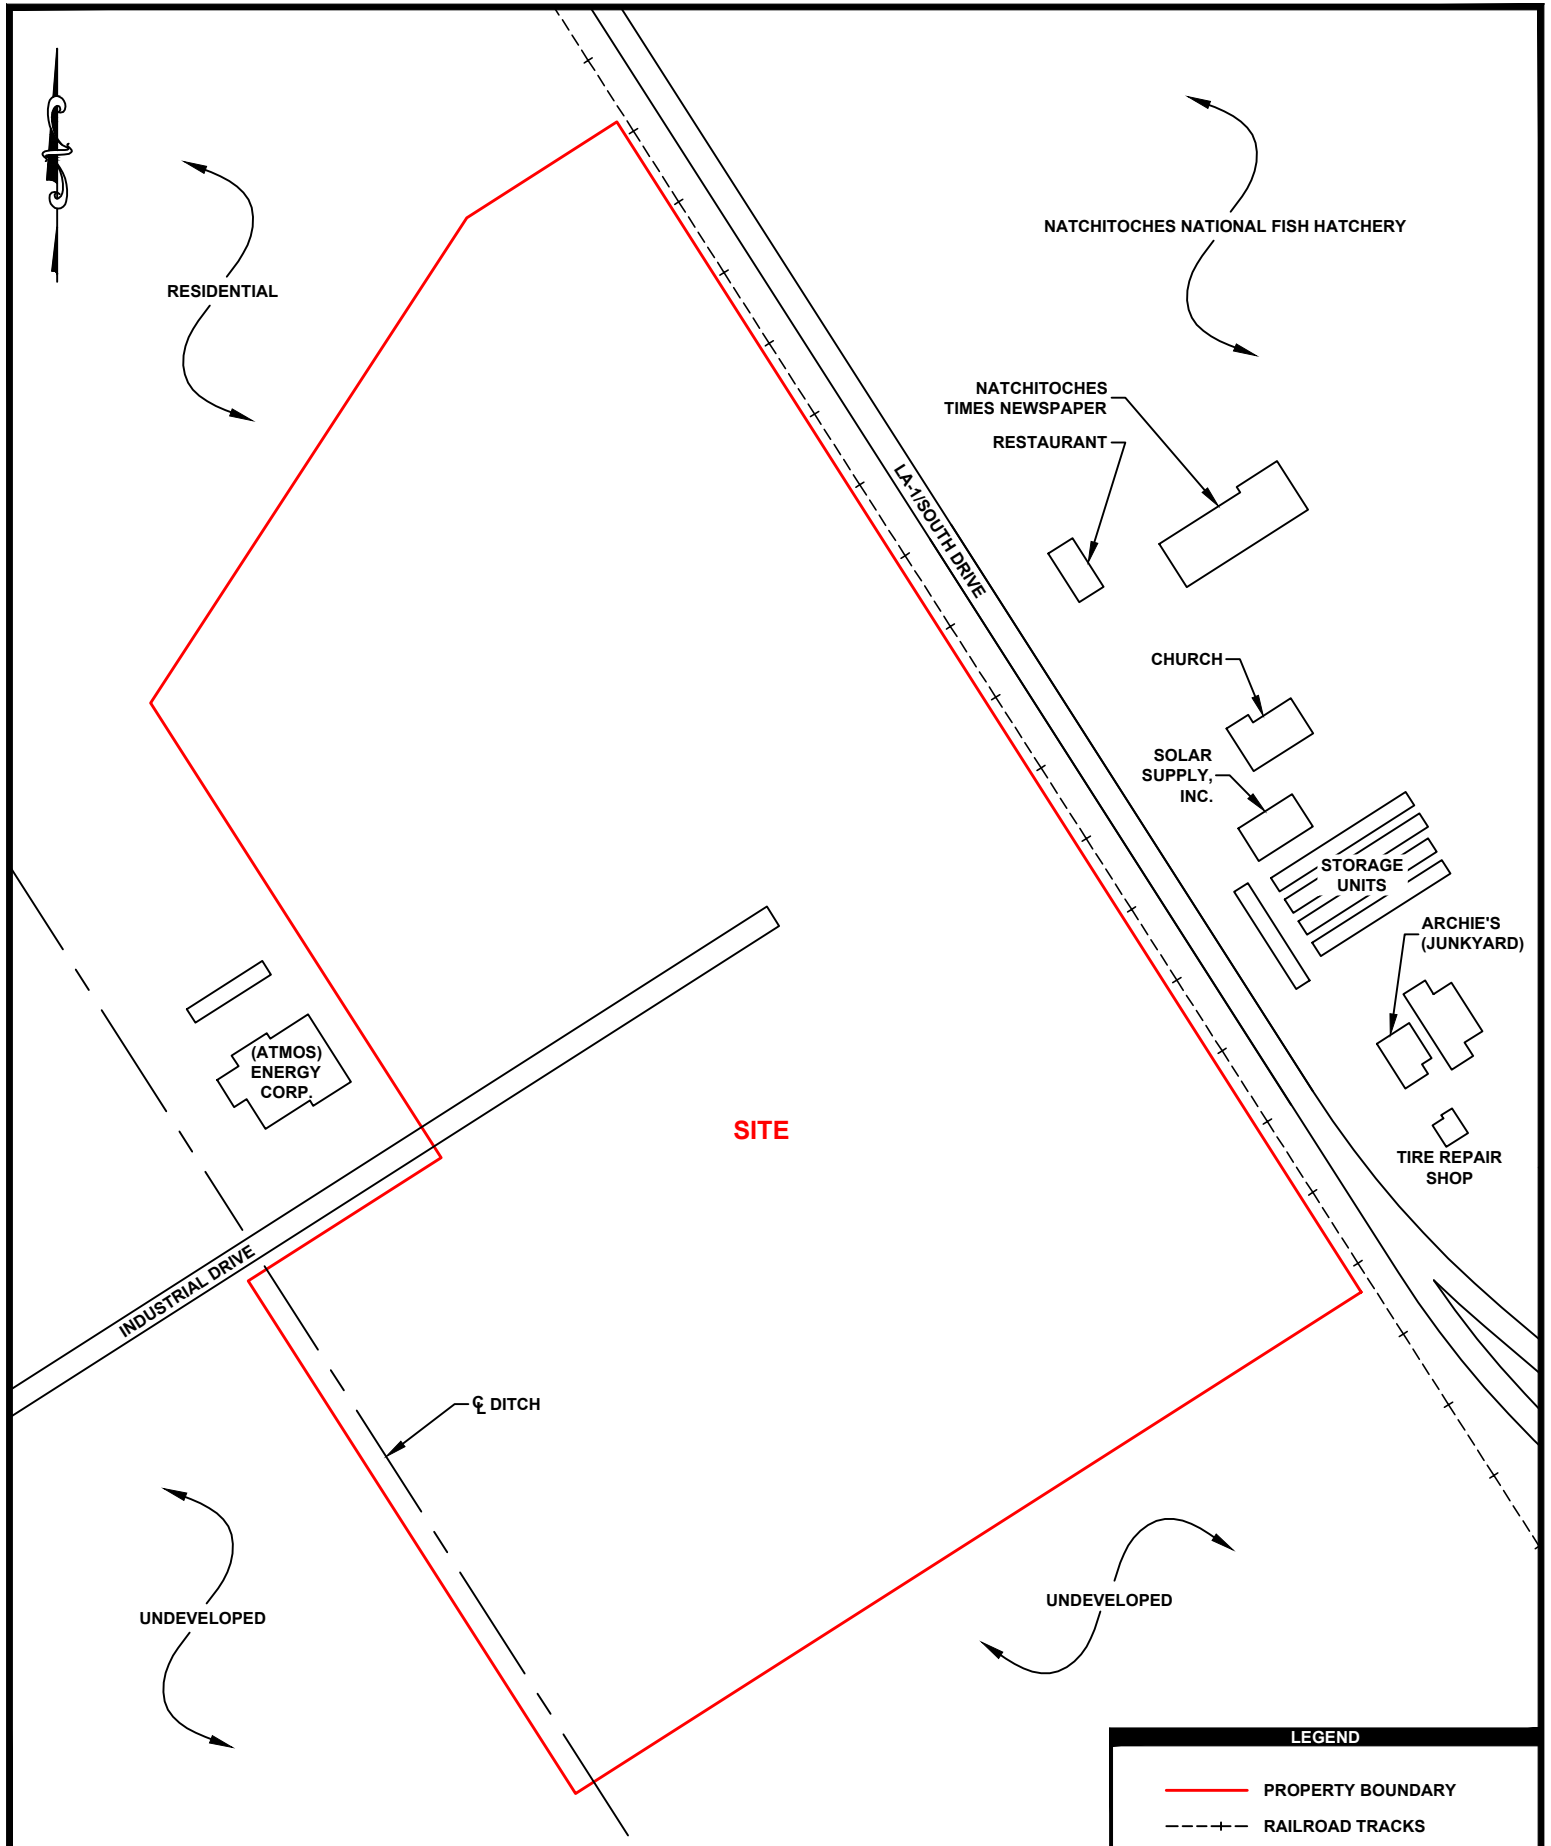 RESIDENTIAL
NATCHITOCHES NATIONAL FISH HATCHERY
NATCHITOCHES
TIMES NEWSPAPER
RESTAURANT
LA-1/SOUTH DRIVE
CHURCH
SOLAR
SUPPLY,
INC.
STORAGE
UNITS
ARCHIE'S
(JUNKYARD)
(ATMOS)
ENERGY
CORP.
SITE
TIRE REPAIR
SHOP
INDUSTRIAL DRIVE
℄ DITCH
UNDEVELOPED
UNDEVELOPED
LEGEND
PROPERTY BOUNDARY
RAILROAD TRACKS